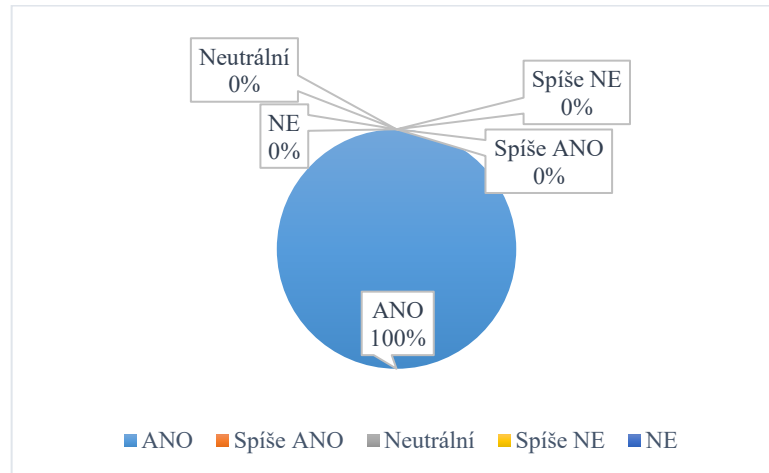 Neutrální
0%
Spíše NE
0%
NE
0%
Spíše ANO
0%
ANO
100%
ANO Spíše ANO Neutrální Spíše NE NE